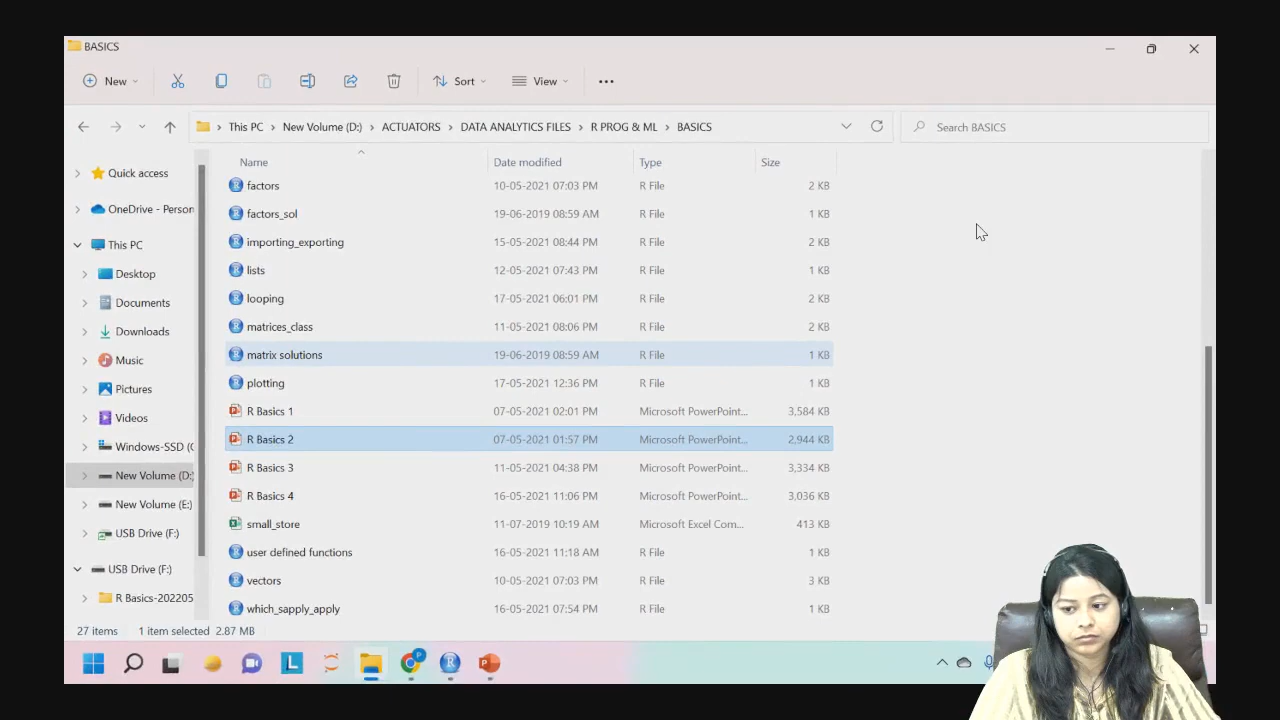 BASICS
New
Sort
View
This PC
New Volume (D:)
ACTUATORS
DATA ANALYTICS FILES
R PROG & ML
BASICS
Search BASICS
Name
Date modified
Type
Size
factors 10-05-2021 07:03 PM R File 2 KB
factors_sol 19-06-2019 08:59 AM R File 1 KB
importing_exporting 15-05-2021 08:44 PM R File 2 KB
lists 12-05-2021 07:43 PM R File 1 KB
looping 17-05-2021 06:01 PM R File 2 KB
matrices_class 11-05-2021 08:06 PM R File 2 KB
matrix solutions 19-06-2019 08:59 AM R File 1 KB
plotting 17-05-2021 12:36 PM R File 2 KB
R Basics 1 07-05-2021 02:01 PM Microsoft PowerPoint... 3,584 KB
R Basics 2 07-05-2021 01:57 PM Microsoft PowerPoint... 2,944 KB
R Basics 3 11-05-2021 04:38 PM Microsoft PowerPoint... 3,334 KB
R Basics 4 16-05-2021 11:06 PM Microsoft PowerPoint... 3,036 KB
small_store 11-07-2019 10:19 AM Microsoft Excel Com... 413 KB
user defined functions 16-05-2021 11:18 AM R File 1 KB
vectors 10-05-2021 07:03 PM R File 3 KB
which_sapply_apply 16-05-2021 07:54 PM R File 1 KB
Quick access
OneDrive - Person
This PC
Desktop
Documents
Downloads
Music
Pictures
Videos
Windows-SSD (C
New Volume (D:
New Volume (E:)
USB Drive (F:)
USB Drive (F:)
R Basics-202205
27 items
1 item selected 2.87 MB